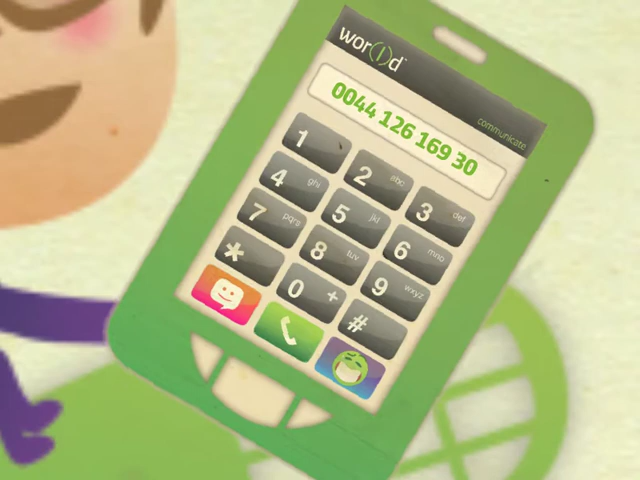 wor(l)d
communicate
0044 126 169 30
1
2 abc
3 def
4 ghi
5 jkl
6 mno
7 pqrs
8 tuv
9 wxyz
*
0 +
#